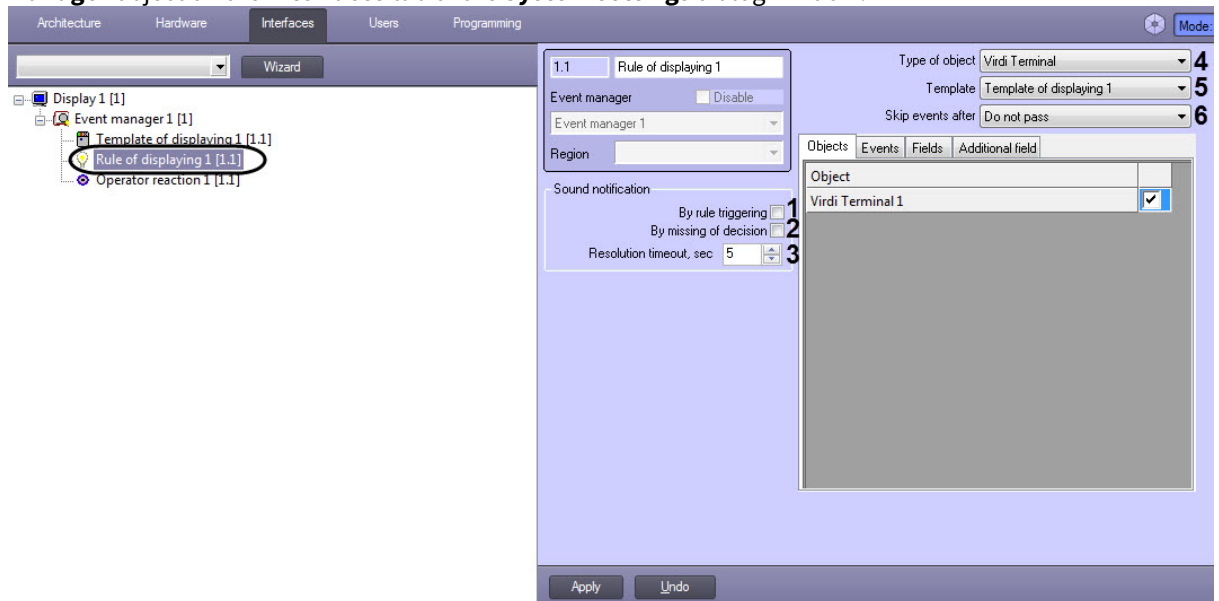 Architecture Hardware Interfaces Users Programming Mode:
Wizard
Display 1 [1]
Event manager 1 [1]
Template of displaying 1 [1.1]
Rule of displaying 1 [1.1]
Operator reaction 1 [1.1]
1.1 Rule of displaying 1
Event manager Disable
Event manager 1
Region
Sound notification
By rule triggering 1
By missing of decision 2
Resolution timeout, sec 5 3
Type of object Virdi Terminal 4
Template Template of displaying 1 5
Skip events after Do not pass 6
Objects Events Fields Additional field
Object
Virdi Terminal 1
Apply Undo